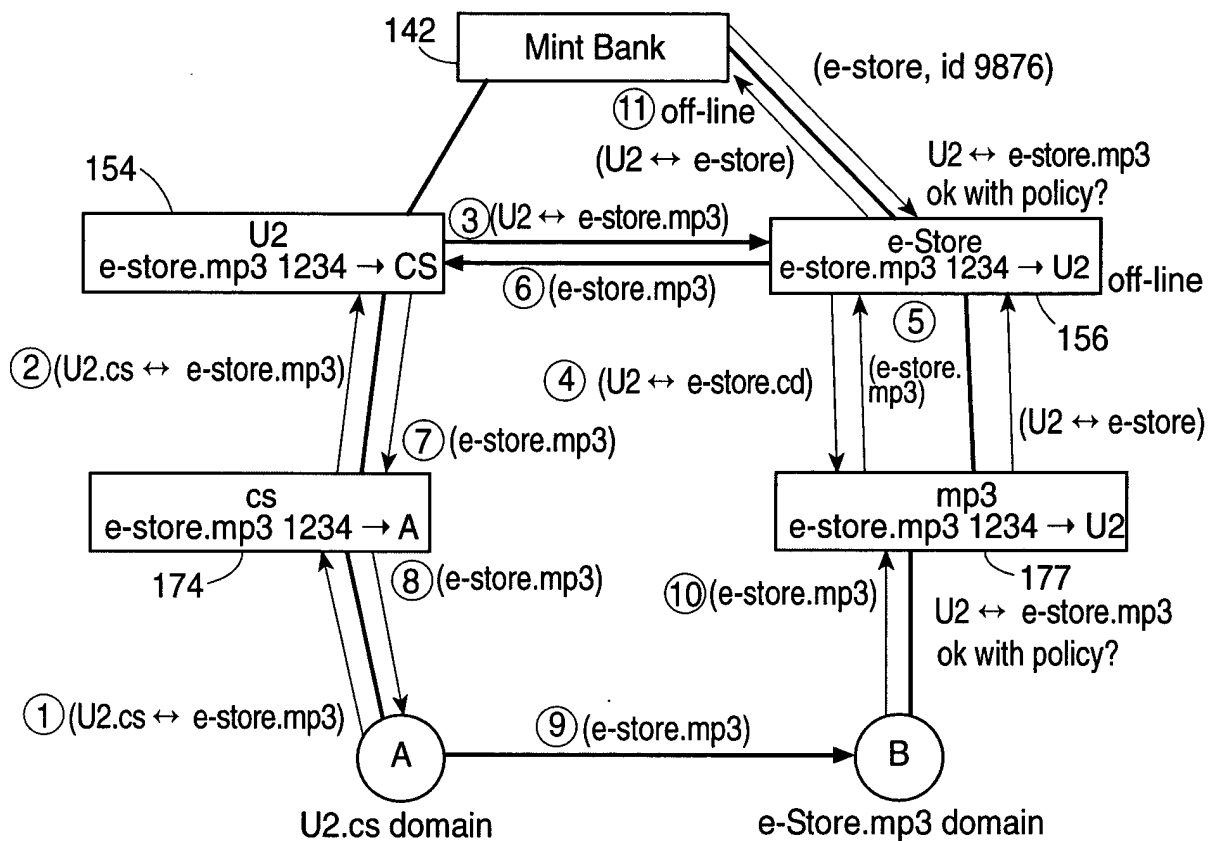 142
Mint Bank
(e-store, id 9876)
11 off-line
(U2 ↔ e-store)
U2 ↔ e-store.mp3
ok with policy?
154
3 (U2 ↔ e-store.mp3)
U2
e-store.mp3 1234 → CS
e-Store
e-store.mp3 1234 → U2
off-line
6 (e-store.mp3)
5
156
2 (U2.cs ↔ e-store.mp3)
4 (U2 ↔ e-store.cd)
(e-store.
mp3)
(U2 ↔ e-store)
7 (e-store.mp3)
cs
e-store.mp3 1234 → A
mp3
e-store.mp3 1234 → U2
174
8 (e-store.mp3)
10 (e-store.mp3)
177
U2 ↔ e-store.mp3
ok with policy?
1 (U2.cs ↔ e-store.mp3)
9 (e-store.mp3)
A
B
U2.cs domain
e-Store.mp3 domain